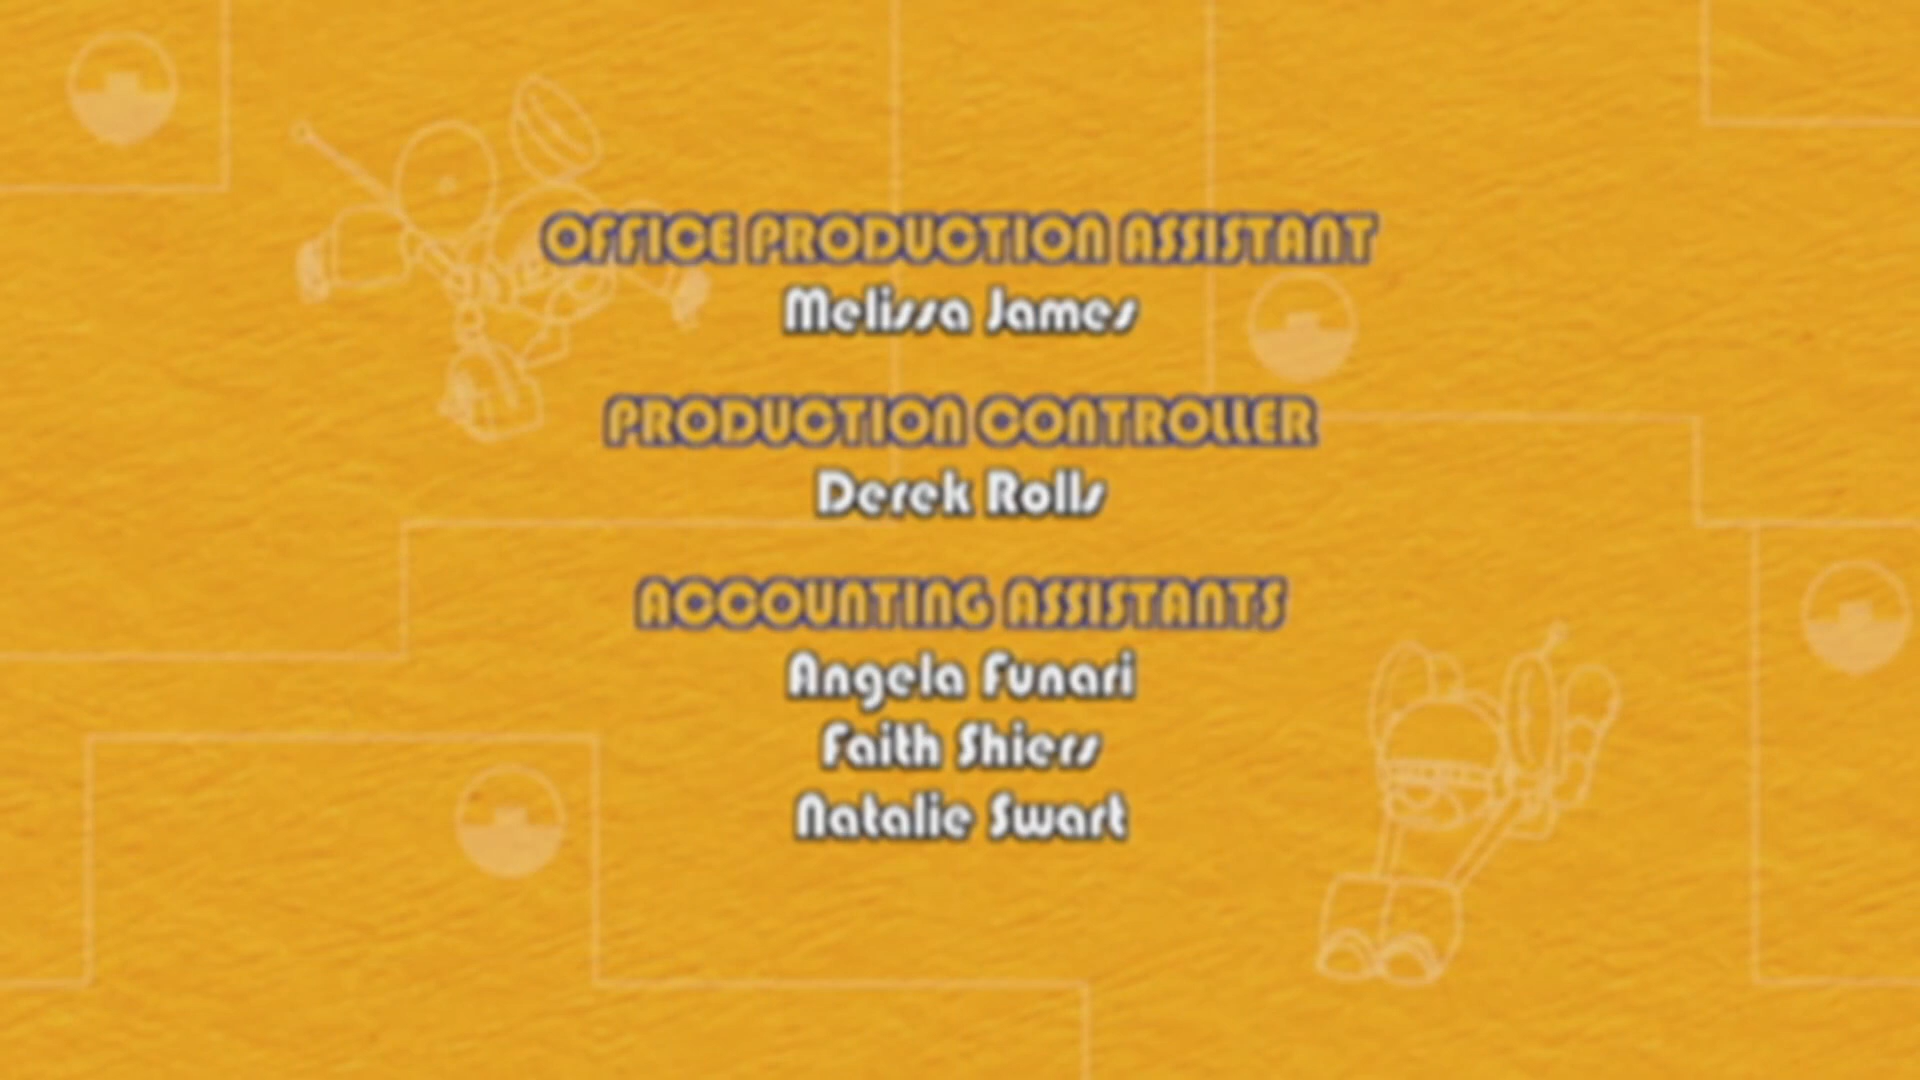 OFFICE PRODUCTION ASSISTANT
Melissa James
PRODUCTION CONTROLLER
Derek Rolls
ACCOUNTING ASSISTANTS
Angela Funari
Faith Shiers
Natalie Swart